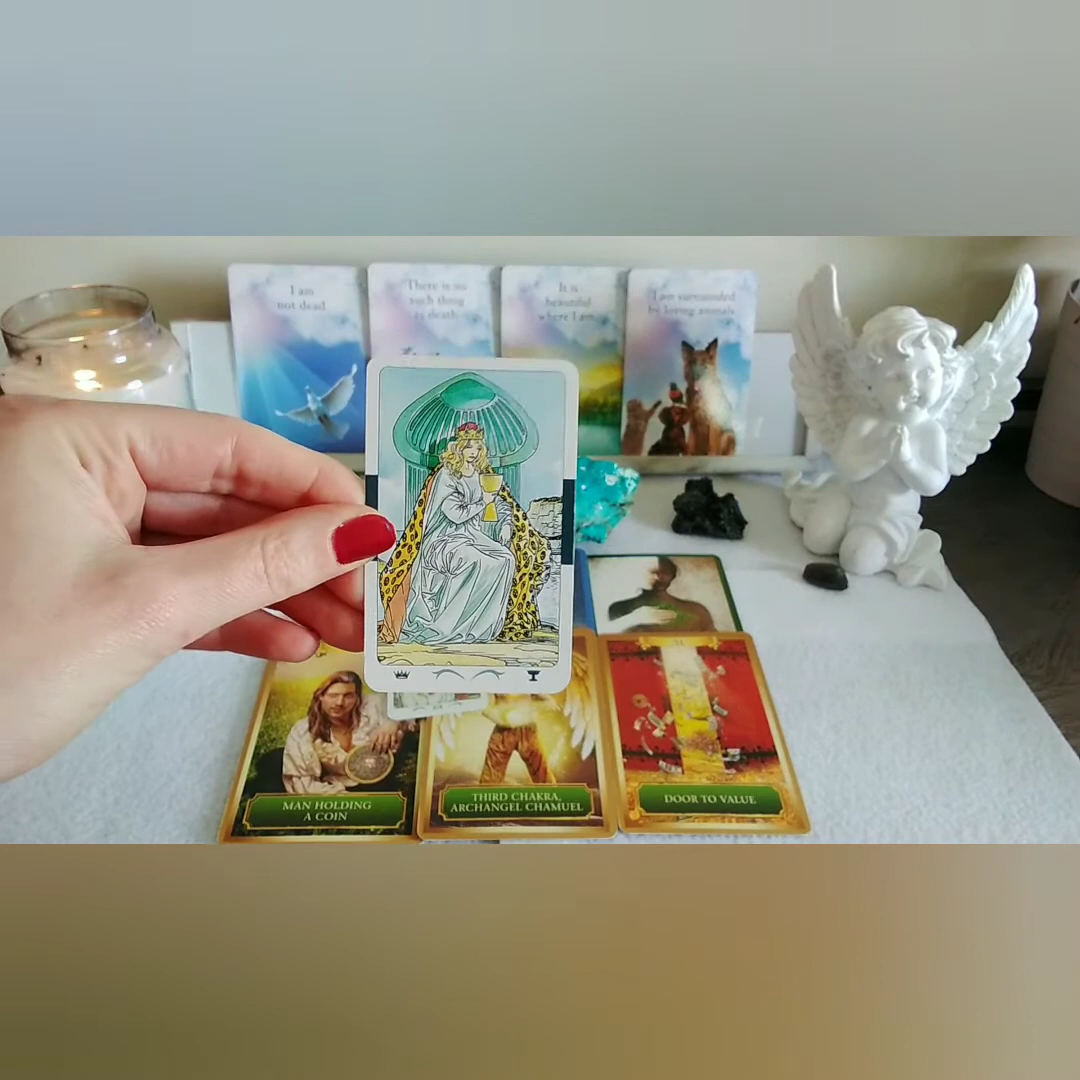 I am
not dead
There is no
such thing
as death
It is
beautiful
where I am
I am surrounded
by loving animals
MAN HOLDING
A COIN
THIRD CHAKRA,
ARCHANGEL CHAMUEL
DOOR TO VALUE